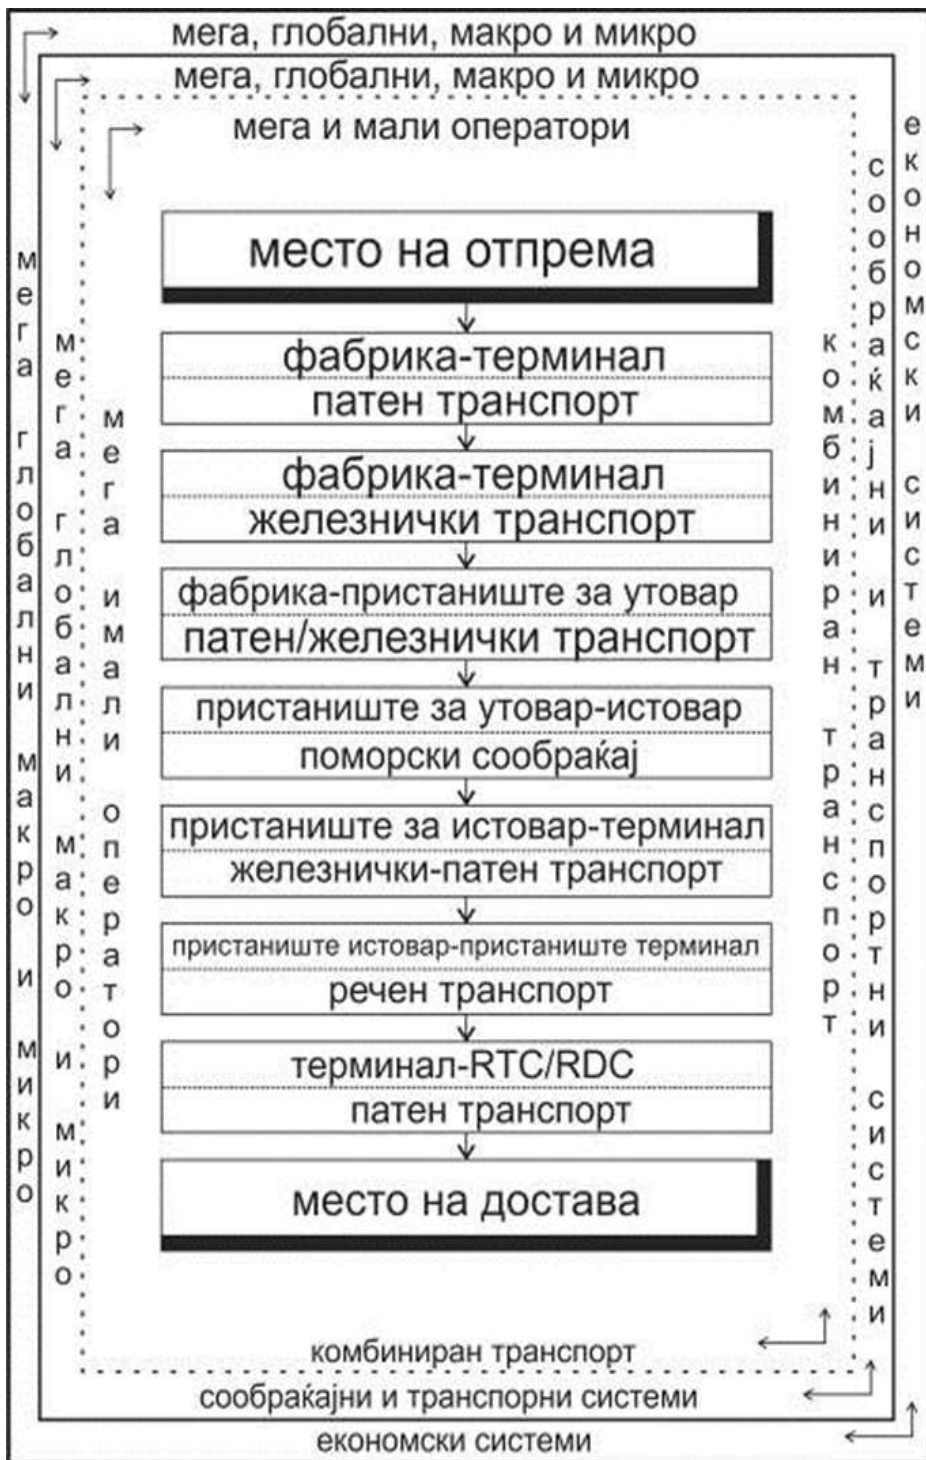 мега, глобални, макро и микро
мега, глобални, макро и микро
мега и мали оператори
место на отпрема
фабрика-терминал
патен транспорт
фабрика-терминал
железнички транспорт
фабрика-пристаниште за утовар
патен/железнички транспорт
пристаниште за утовар-истовар
поморски сообраќај
пристаниште за истовар-терминал
железнички-патен транспорт
пристаниште истовар-пристаниште терминал
речен транспорт
терминал-RTC/RDC
патен транспорт
место на достава
комбиниран транспорт
сообраќајни и транспорни системи
економски системи
мега глобални макро и микро
мега глобални макро и микро
мега имали оператори
комбиниран транспорт
сообраќајни и транспортни системи
економски системи